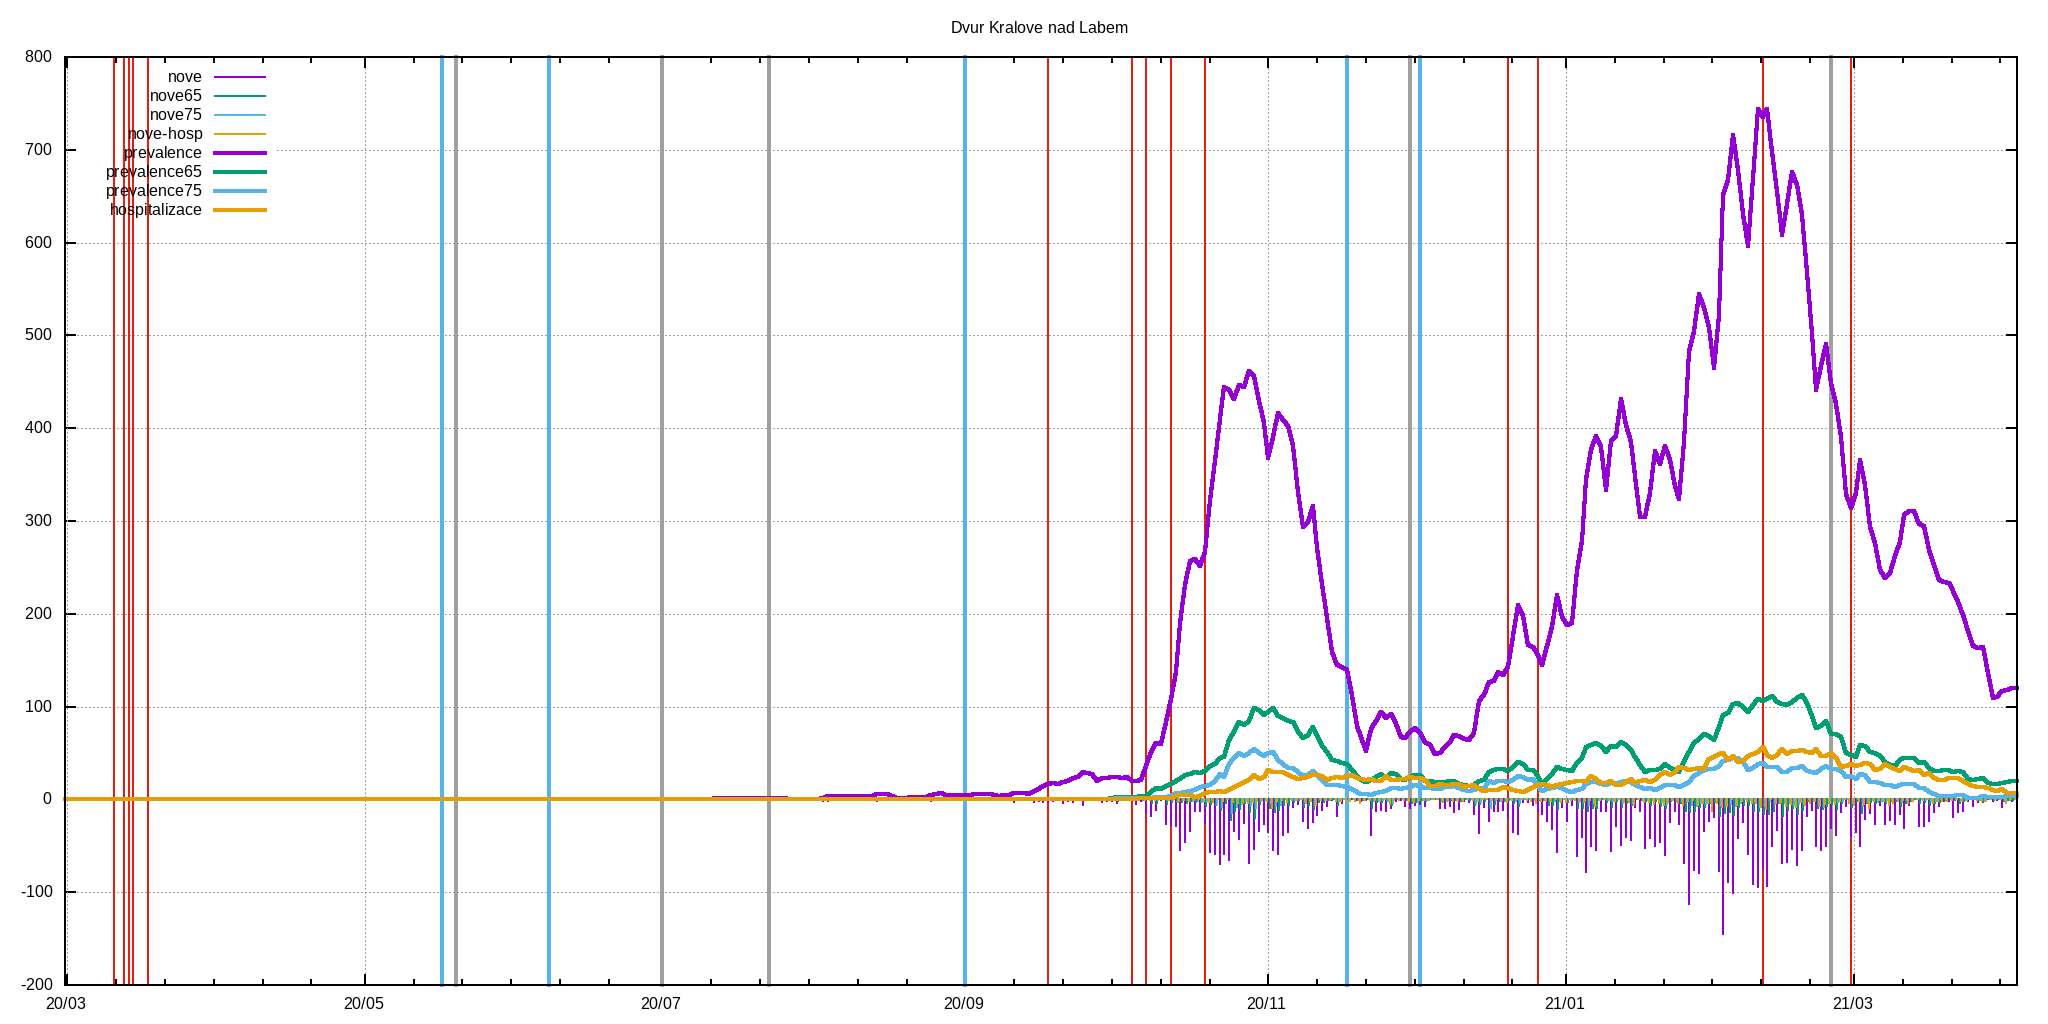 Dvur Kralove nad Labem
800
700
600
500
400
300
200
100
0
-100
-200
nove
nove65
nove75
nove-hosp
prevalence
prevalence65
prevalence75
hospitalizace
20/03 20/05 20/07 20/09 20/11 21/01 21/03